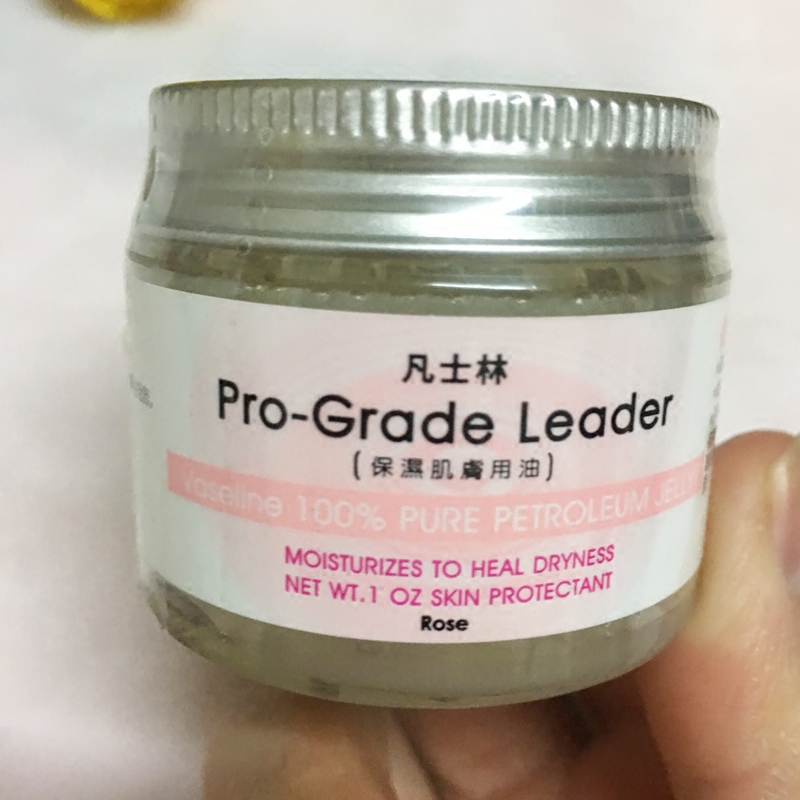 凡士林
Pro-Grade Leader
(保濕肌膚用油)
Vaseline 100% PURE PETROLEUM JELLY
MOISTURIZES TO HEAL DRYNESS
NET WT.1 OZ SKIN PROTECTANT
Rose